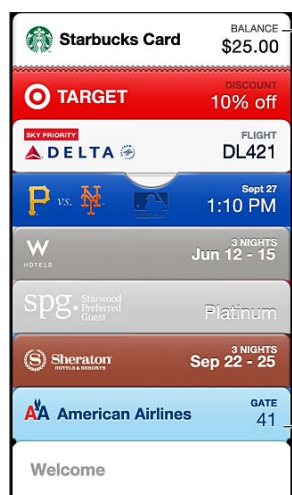 Starbucks Card
BALANCE
$25.00
TARGET
DISCOUNT
10% off
SKY PRIORITY
DELTA
FLIGHT
DL421
P vs. NY
Sept 27
1:10 PM
W
HOTELS
3 NIGHTS
Jun 12 - 15
spg. Starwood
Preferred
Guest
Platinum
Sheraton
HOTELS & RESORTS
3 NIGHTS
Sep 22 - 25
AA American Airlines
GATE
41
Welcome